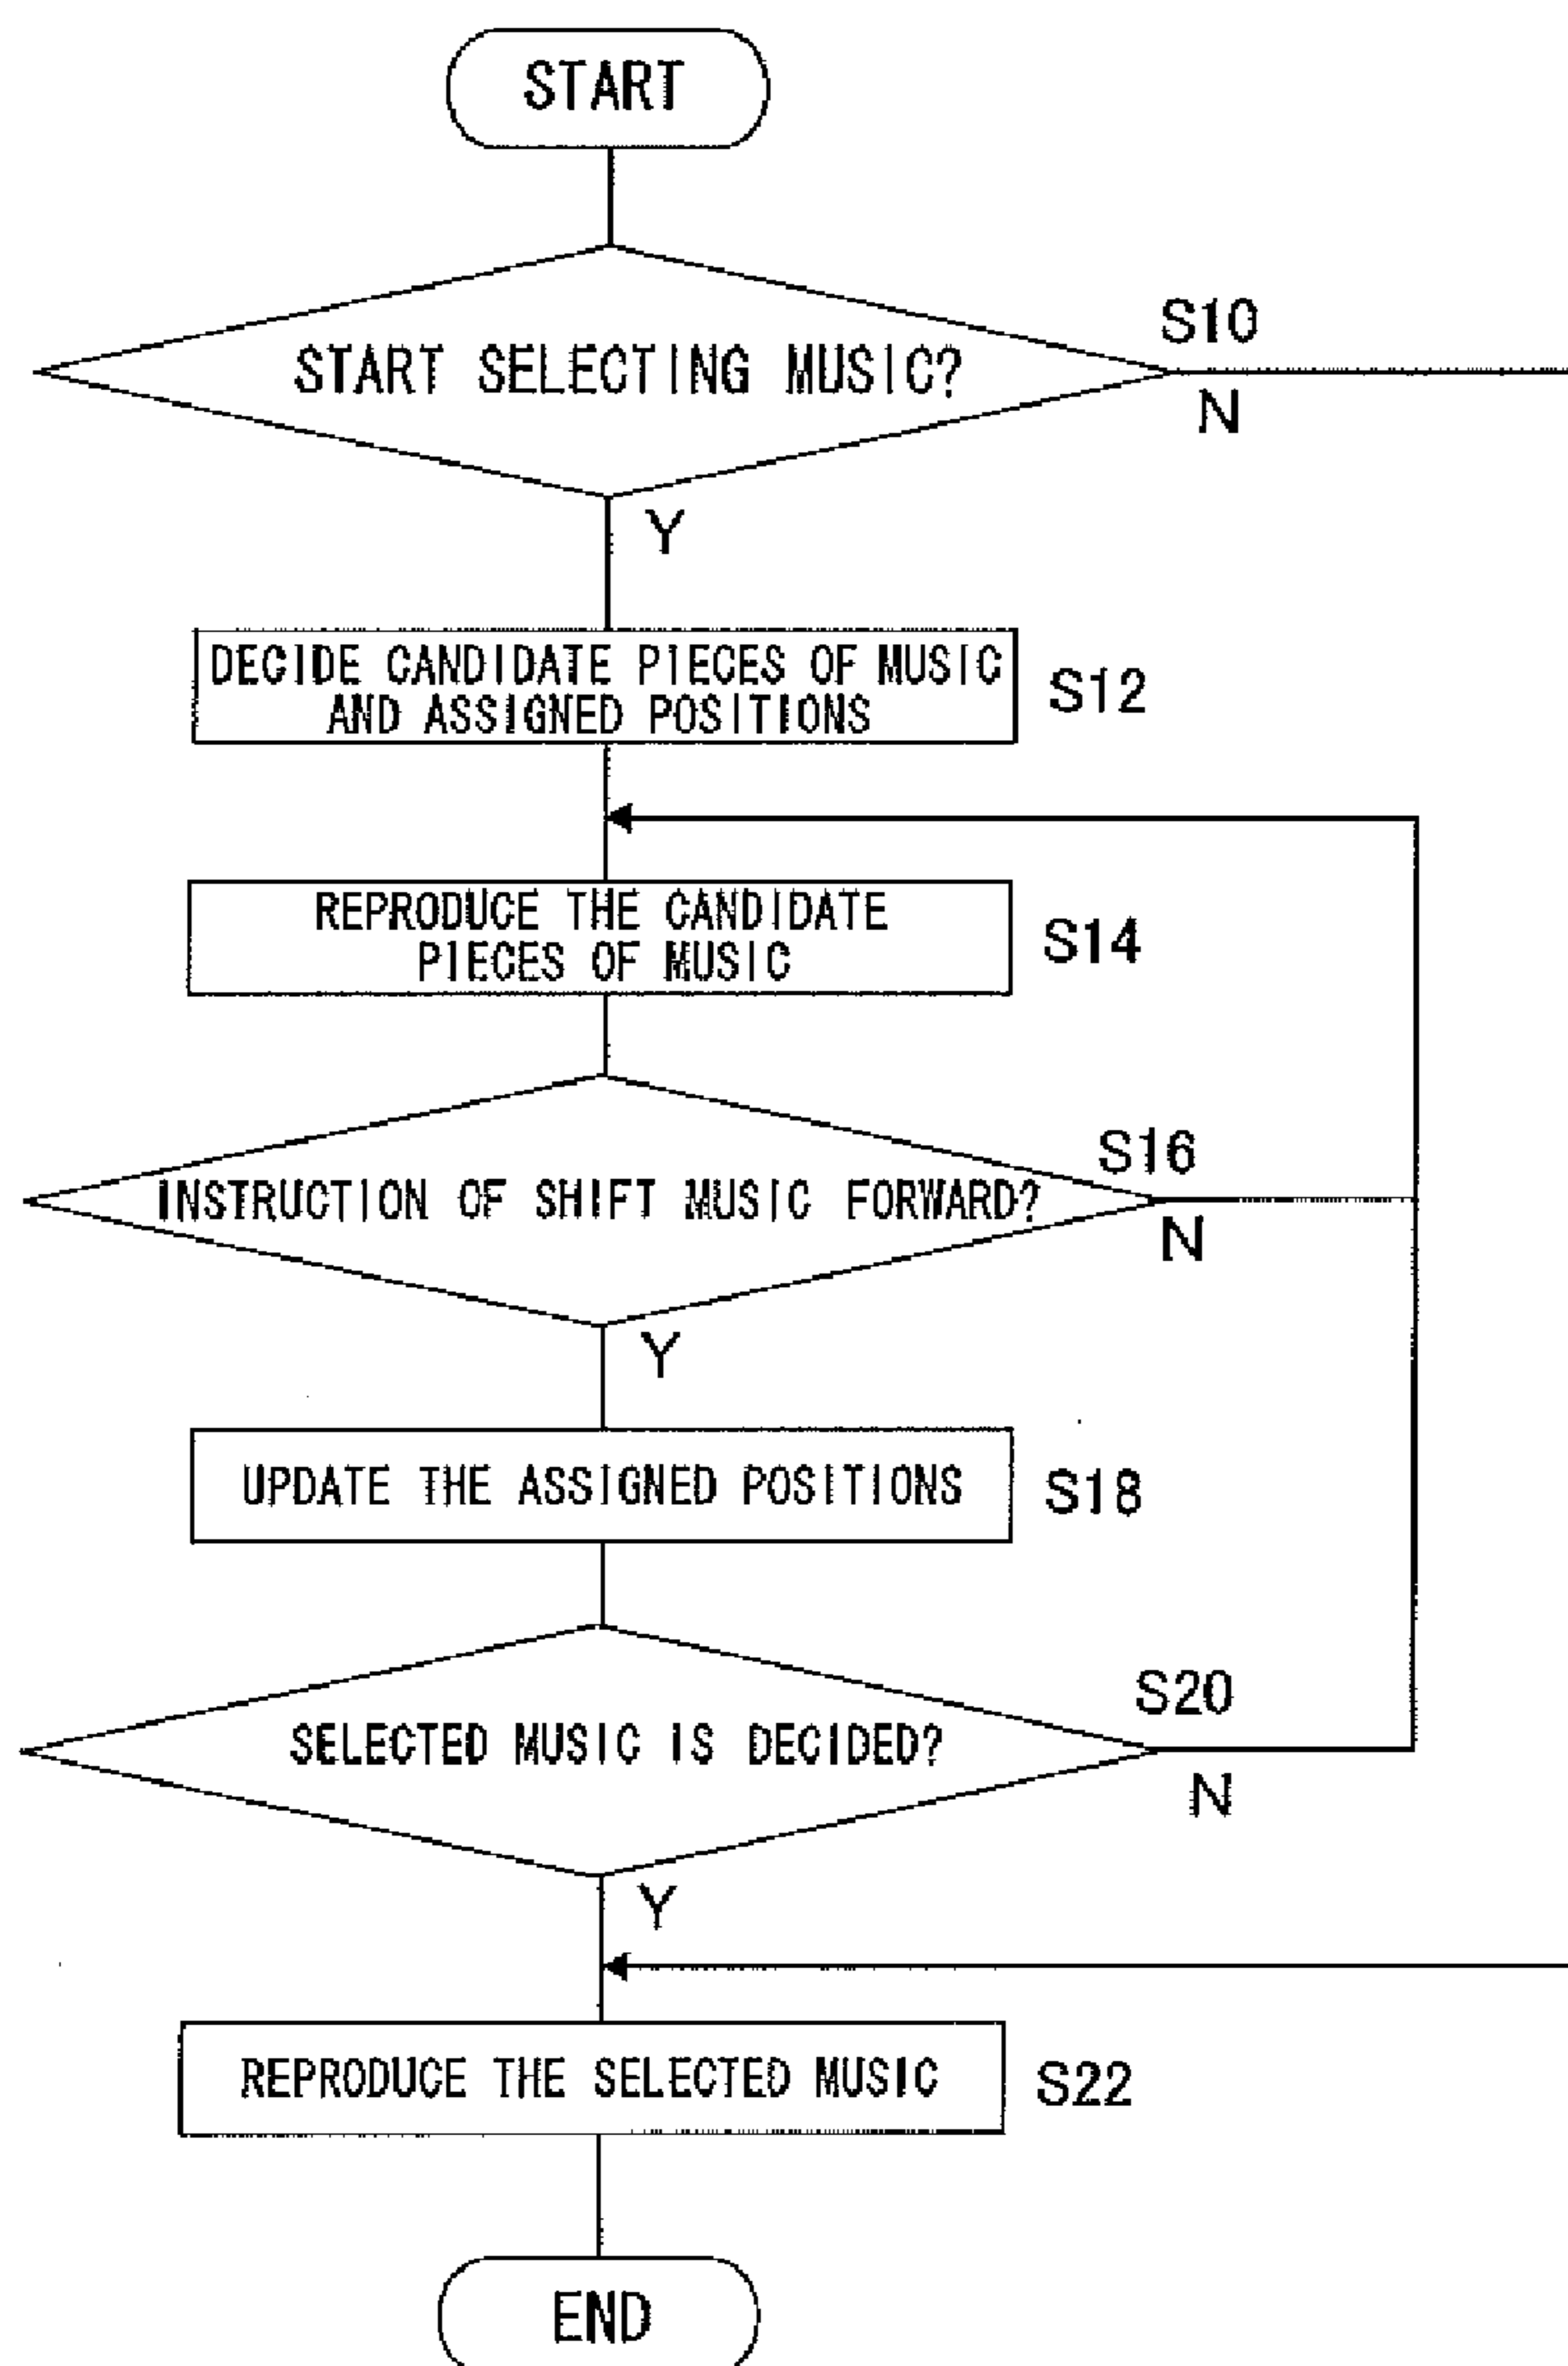 START
START SELECTING MUSIC?
S10
N
Y
DECIDE CANDIDATE PIECES OF MUSIC
AND ASSIGNED POSITIONS
S12
REPRODUCE THE CANDIDATE
PIECES OF MUSIC
S14
INSTRUCTION OF SHIFT MUSIC FORWARD?
S16
N
Y
UPDATE THE ASSIGNED POSITIONS
S18
SELECTED MUSIC IS DECIDED?
S20
N
Y
REPRODUCE THE SELECTED MUSIC
S22
END